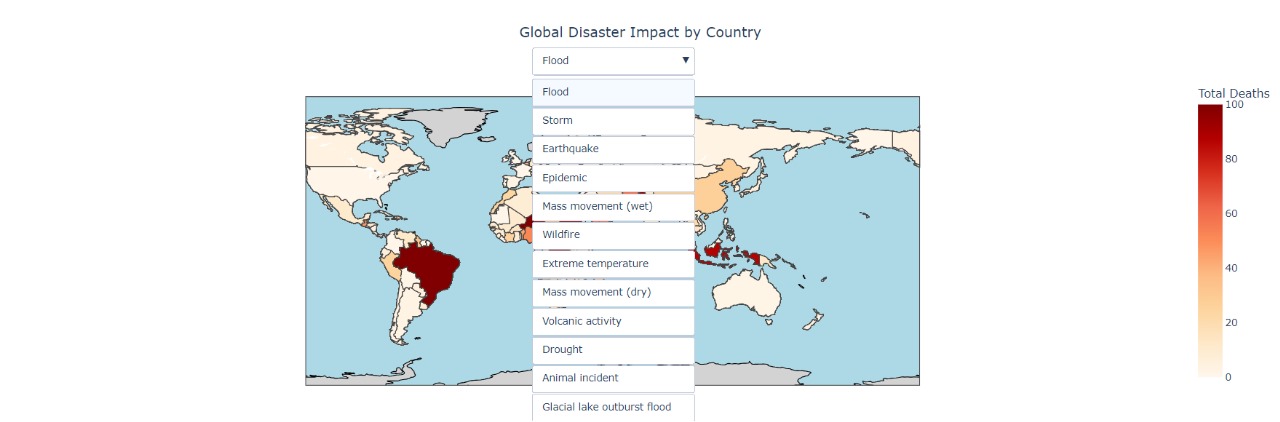 Global Disaster Impact by Country
Flood ▼
Flood
Storm
Earthquake
Epidemic
Mass movement (wet)
Wildfire
Extreme temperature
Mass movement (dry)
Volcanic activity
Drought
Animal incident
Glacial lake outburst flood
Total Deaths
100
80
60
40
20
0